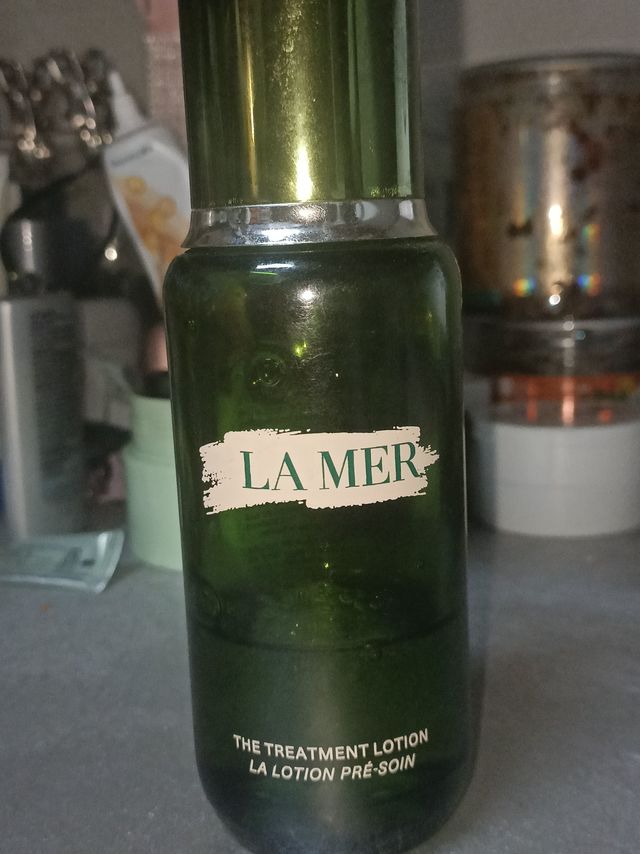 LA MER
THE TREATMENT LOTION
LA LOTION PRÉ-SOIN